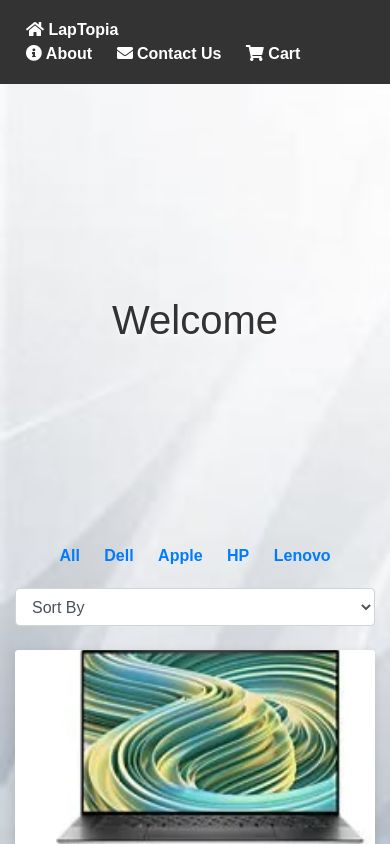 LapTopia
About Contact Us Cart
Welcome
All Dell Apple HP Lenovo
Sort By